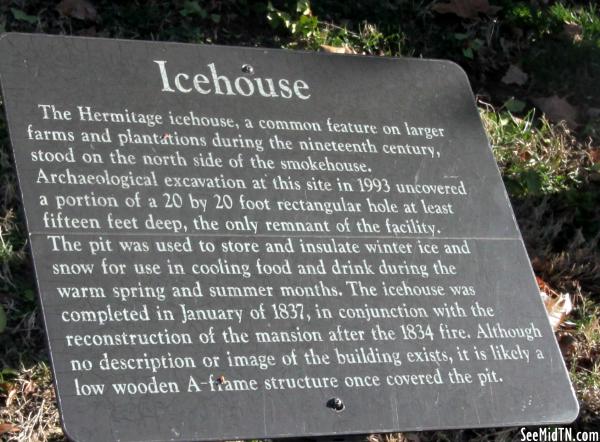 Icehouse
The Hermitage icehouse, a common feature on larger
farms and plantations during the nineteenth century,
stood on the north side of the smokehouse.
Archaeological excavation at this site in 1993 uncovered
a portion of a 20 by 20 foot rectangular hole at least
fifteen feet deep, the only remnant of the facility.
The pit was used to store and insulate winter ice and
snow for use in cooling food and drink during the
warm spring and summer months. The icehouse was
completed in January of 1837, in conjunction with the
reconstruction of the mansion after the 1834 fire. Although
no description or image of the building exists, it is likely a
low wooden A-frame structure once covered the pit.
SeeMidTN.com